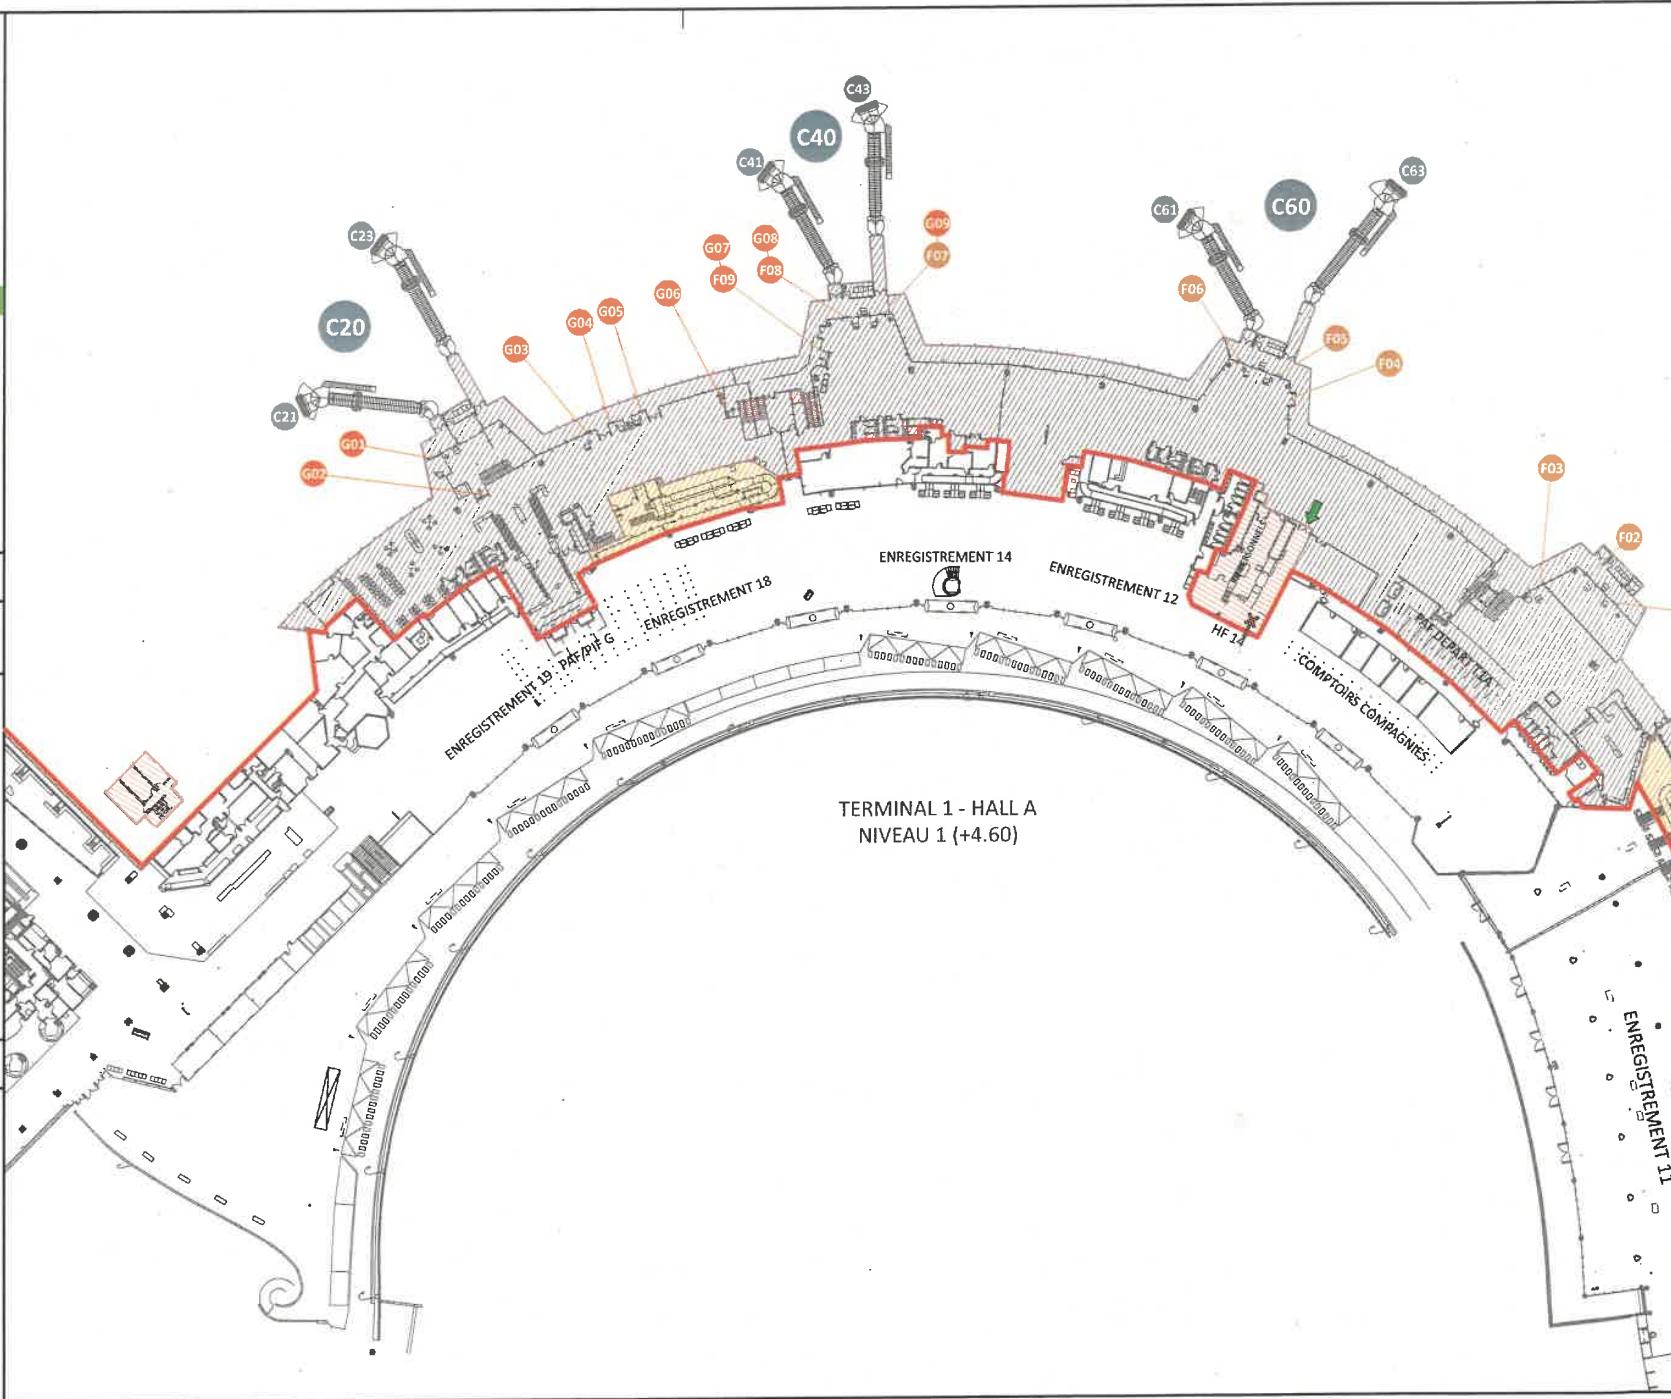 C43
C40
C41
C63
C61
C60
G09
F07
C23
G07
G08
F09
F08
G06
F06
G05
G04
C20
G03
F05
F04
C21
G01
G02
F03
F02
PERSONNELS
ENREGISTREMENT 14
ENREGISTREMENT 12
ENREGISTREMENT 18
PAF/PIF G
ENREGISTREMENT 19
HF 14
PAF DEPART T1A
COMPTOIRS COMPAGNIES
TERMINAL 1 - HALL A
NIVEAU 1 (+4.60)
ENREGISTREMENT 11